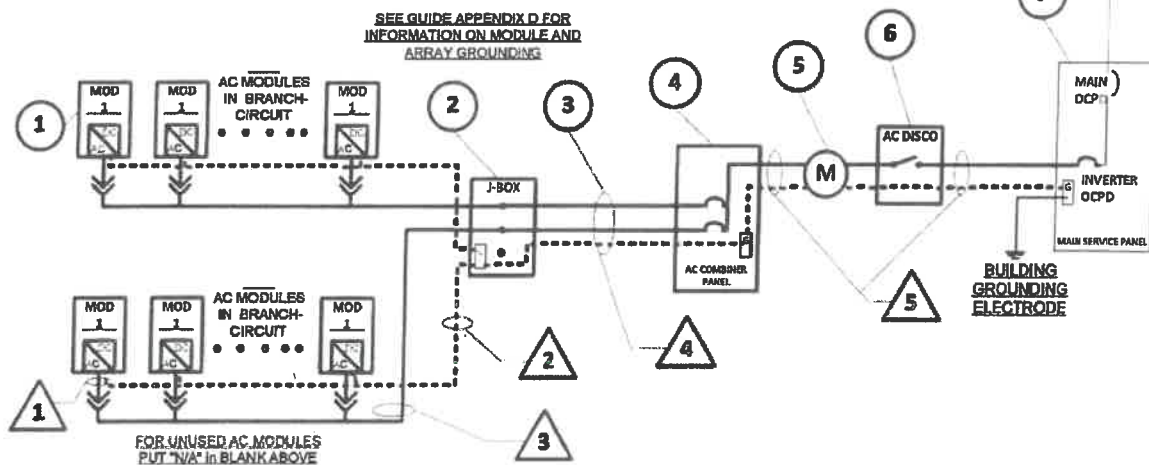 SEE GUIDE APPENDIX D FOR
INFORMATION ON MODULE AND
ARRAY GROUNDING
6
4
5
MAIN
OCPD
MOD
1
MOD
1
AC MODULES
IN BRANCH-
CIRCUIT
MOD
1
1
2
3
AC DISCO
DC
AC
DC
AC
DC
AC
J-BOX
M
G
INVERTER
OCPD
G
AC COMBINER
PANEL
MAIN SERVICE PANEL
BUILDING
GROUNDING
ELECTRODE
MOD
1
MOD
1
AC MODULES
IN BRANCH-
CIRCUIT
MOD
1
DC
AC
DC
AC
DC
AC
5
4
2
1
3
FOR UNUSED AC MODULES
PUT "N/A" in BLANK ABOVE